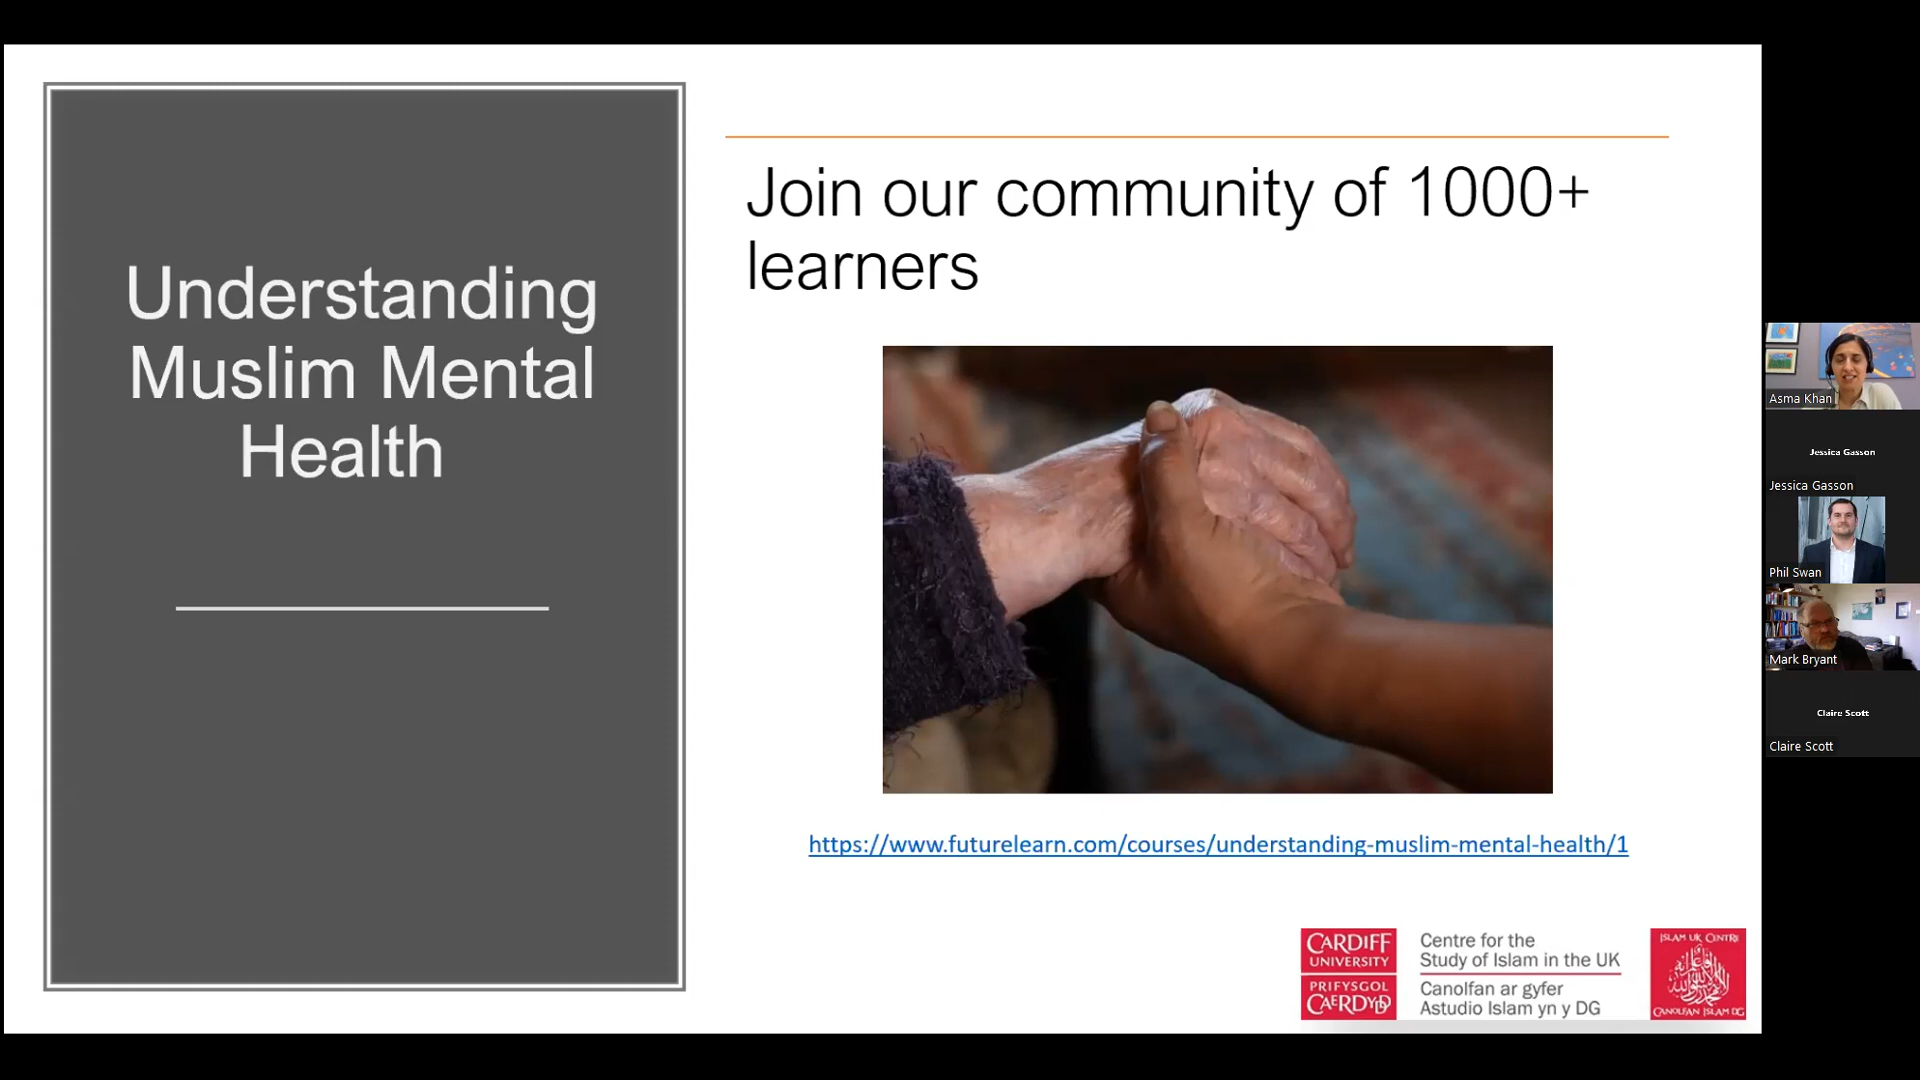 Understanding
Muslim Mental
Health
Join our community of 1000+
learners
https://www.futurelearn.com/courses/understanding-muslim-mental-health/1
CARDIFF
UNIVERSITY
PRIFYSGOL
CAERDYDD
Centre for the
Study of Islam in the UK
Canolfan ar gyfer
Astudio Islam yn y DG
ISLAM UK CENTRE
CANOLFAN ISLAM DG
Asma Khan
Jessica Gasson
Jessica Gasson
Phil Swan
Mark Bryant
Claire Scott
Claire Scott